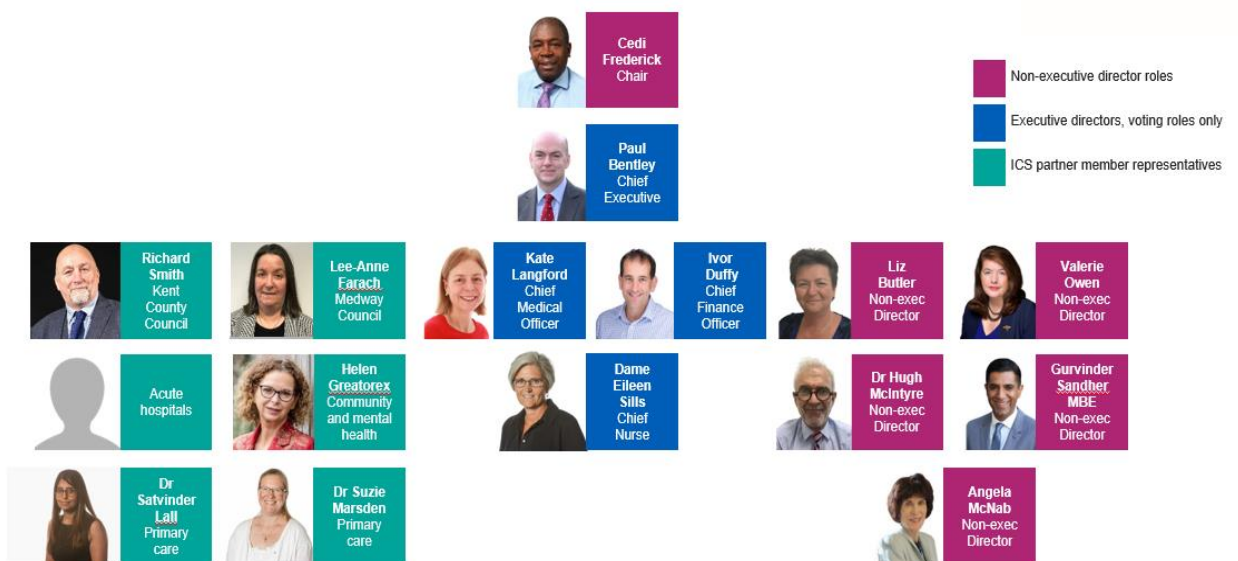 Cedi
Frederick
Chair
Non-executive director roles
Executive directors, voting roles only
ICS partner member representatives
Paul
Bentley
Chief
Executive
Richard
Smith
Kent
County
Council
Lee-Anne
Farach
Medway
Council
Kate
Langford
Chief
Medical
Officer
Ivor
Duffy
Chief
Finance
Officer
Liz
Butler
Non-exec
Director
Valerie
Owen
Non-exec
Director
Acute
hospitals
Helen
Greatorex
Community
and mental
health
Dame
Eileen
Sills
Chief
Nurse
Dr Hugh
McIntyre
Non-exec
Director
Gurvinder
Sandher
MBE
Non-exec
Director
Dr
Satvinder
Lall
Primary
care
Dr Suzie
Marsden
Primary
care
Angela
McNab
Non-exec
Director